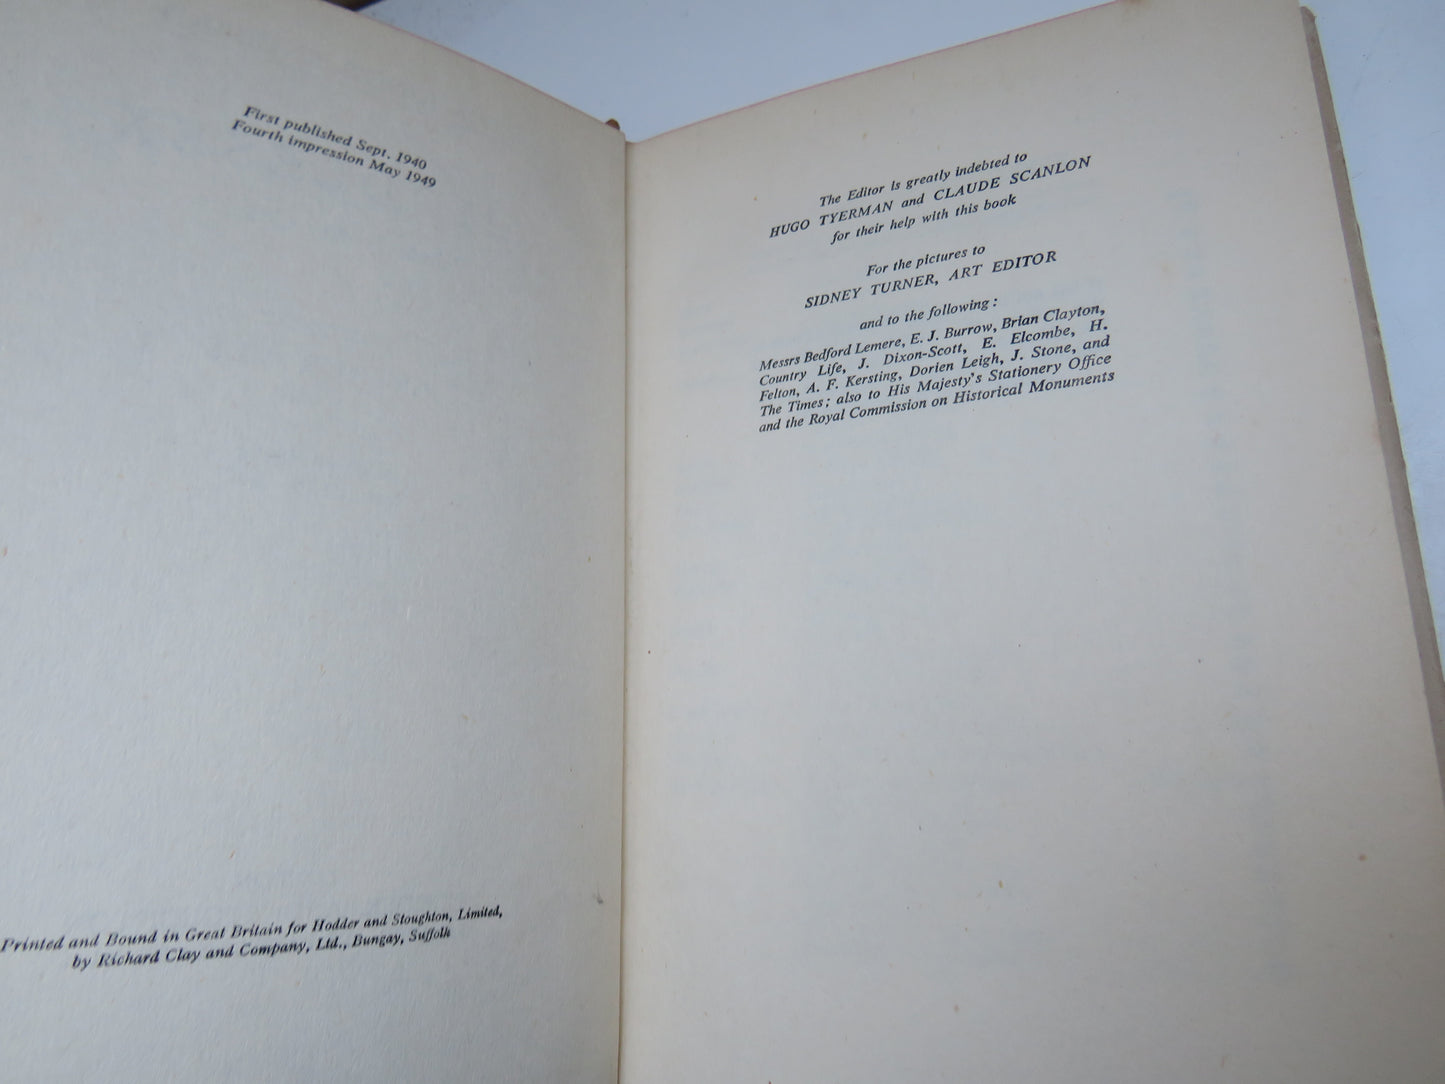 First published Sept. 1940
Fourth impression May 1949
Printed and Bound in Great Britain for Hodder and Stoughton, Limited,
by Richard Clay and Company, Ltd., Bungay, Suffolk
The Editor is greatly indebted to
HUGO TYERMAN and CLAUDE SCANLON
for their help with this book
For the pictures to
SIDNEY TURNER, ART EDITOR
and to the following :
Messrs Bedford Lemere, E. J. Burrow, Brian Clayton,
Country Life, J. Dixon-Scott, E. Elcombe, H.
Felton, A. F. Kersting, Dorien Leigh, J. Stone, and
The Times; also to His Majesty's Stationery Office
and the Royal Commission on Historical Monuments